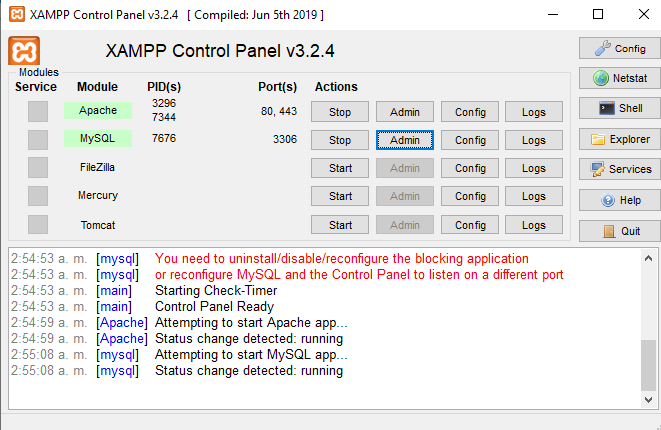 XAMPP Control Panel v3.2.4 [ Compiled: Jun 5th 2019 ]
XAMPP Control Panel v3.2.4
Config
Modules
Service Module PID(s) Port(s) Actions
Netstat
Apache 3296 7344 80, 443 Stop Admin Config Logs
Shell
MySQL 7676 3306 Stop Admin Config Logs
Explorer
FileZilla Start Admin Config Logs
Services
Mercury Start Admin Config Logs
Help
Tomcat Start Admin Config Logs
Quit
2:54:53 a. m. [mysql] You need to uninstall/disable/reconfigure the blocking application
2:54:53 a. m. [mysql] or reconfigure MySQL and the Control Panel to listen on a different port
2:54:53 a. m. [main] Starting Check-Timer
2:54:53 a. m. [main] Control Panel Ready
2:54:59 a. m. [Apache] Attempting to start Apache app...
2:54:59 a. m. [Apache] Status change detected: running
2:55:08 a. m. [mysql] Attempting to start MySQL app...
2:55:08 a. m. [mysql] Status change detected: running